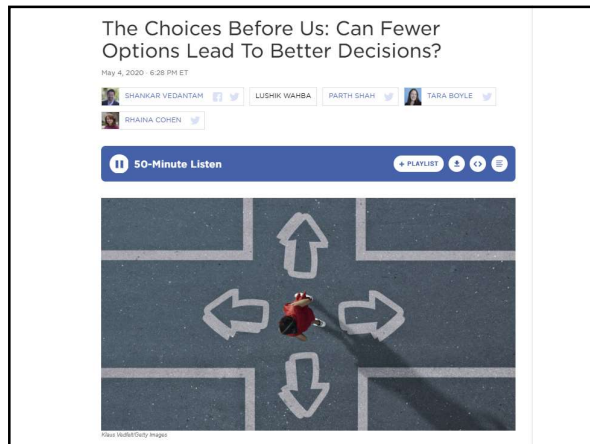 The Choices Before Us: Can Fewer
Options Lead To Better Decisions?
May 4, 2020 · 6:28 PM ET
SHANKAR VEDANTAM LUSHIK WAHBA PARTH SHAH TARA BOYLE
RHAINA COHEN
50-Minute Listen + PLAYLIST
Klaus Vedfelt/Getty Images